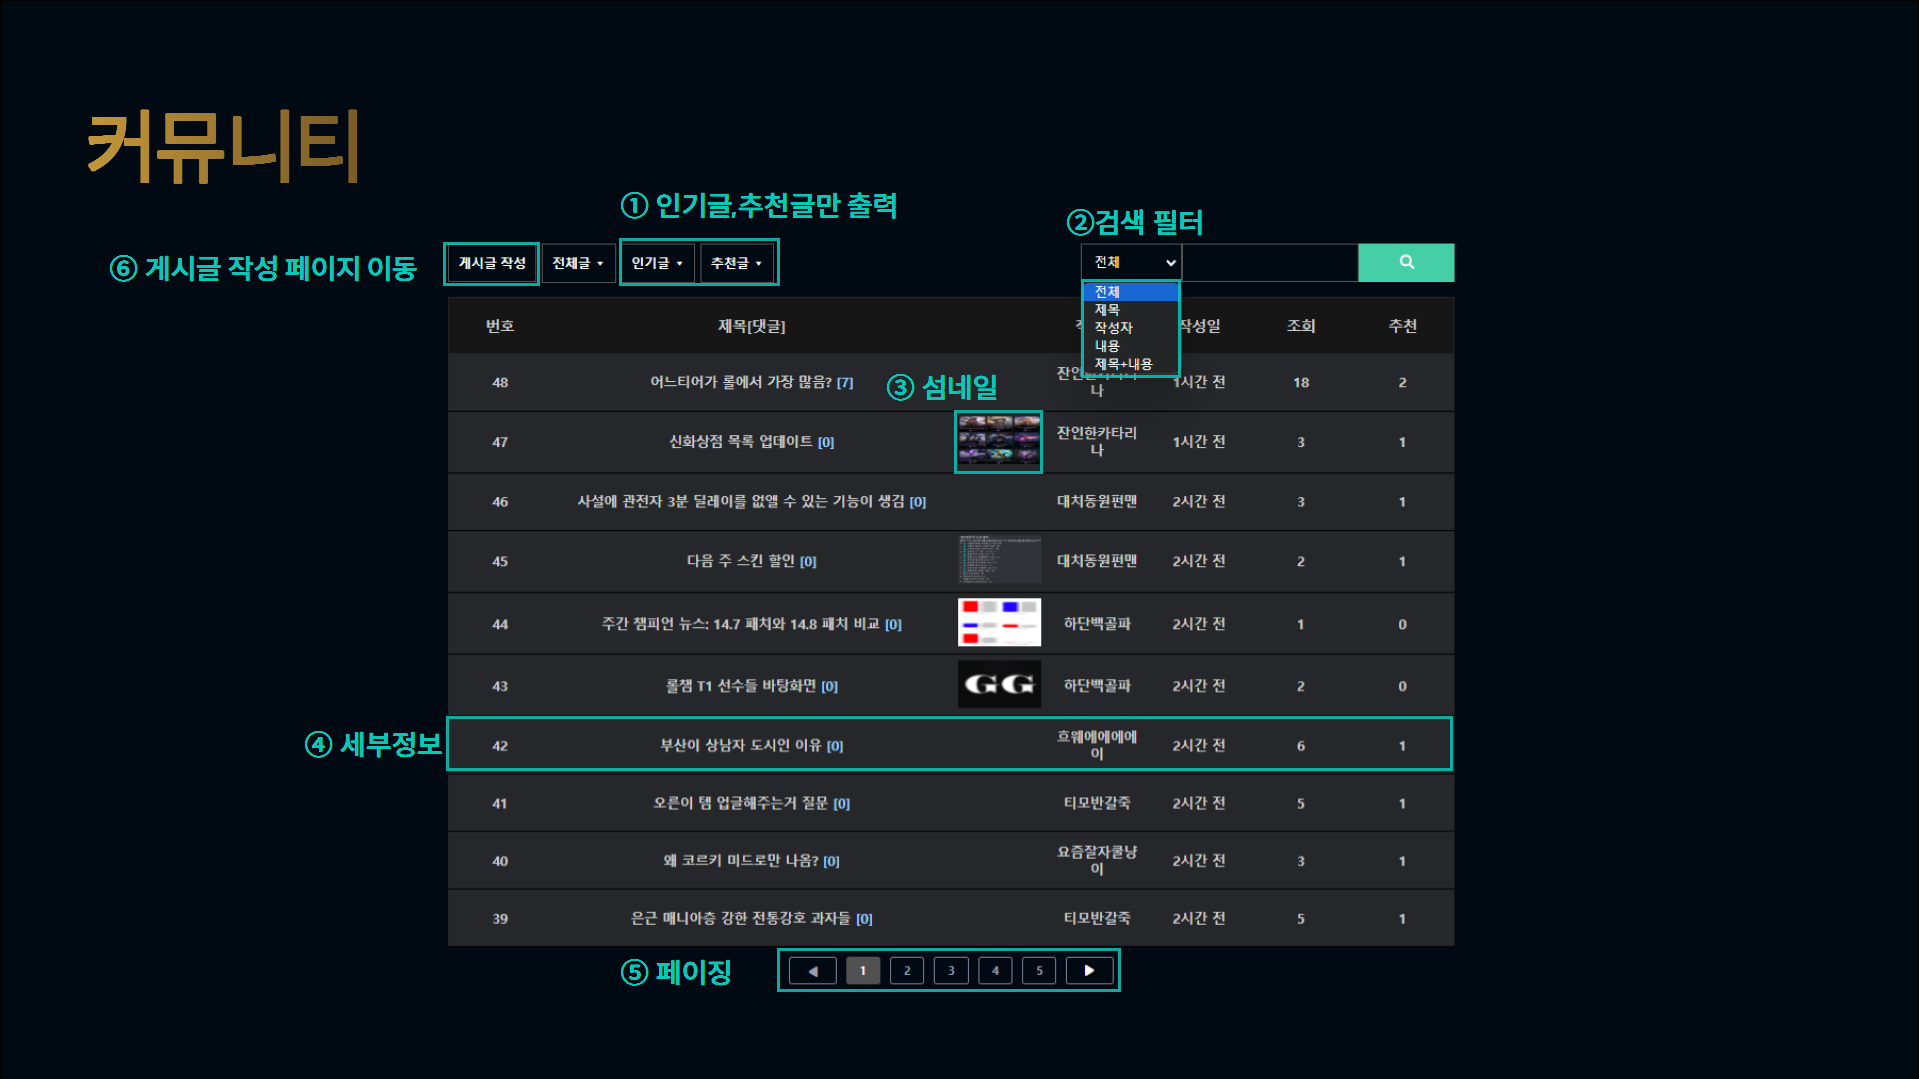 커뮤니티
① 인기글,추천글만 출력
②검색 필터
⑥ 게시글 작성 페이지 이동
게시글 작성 전체글 ▼ 인기글 ▼ 추천글 ▼
전체
전체
제목
작성자
내용
제목+내용
번호 제목[댓글] 작성일 조회 추천
③ 섬네일
48 어느티어가 롤에서 가장 많음? [7] 1시간 전 18 2
47 신화상점 목록 업데이트 [0] 잔인한카타리나 1시간 전 3 1
46 사설에 관전자 3분 딜레이를 없앨 수 있는 기능이 생김 [0] 대치동원펀맨 2시간 전 3 1
45 다음 주 스킨 할인 [0] 대치동원펀맨 2시간 전 2 1
44 주간 챔피언 뉴스: 14.7 패치와 14.8 패치 비교 [0] 하단백골파 2시간 전 1 0
43 롤챔 T1 선수들 바탕화면 [0] GG 하단백골파 2시간 전 2 0
④ 세부정보
42 부산이 상남자 도시인 이유 [0] 흐웨에에에에이 2시간 전 6 1
41 오른이 템 업글해주는거 질문 [0] 티모반갈죽 2시간 전 5 1
40 왜 코르키 미드로만 나옴? [0] 요즘잘자쿨냥이 2시간 전 3 1
39 은근 매니아층 강한 전통강호 과자들 [0] 티모반갈죽 2시간 전 5 1
⑤ 페이징
◀ 1 2 3 4 5 ▶